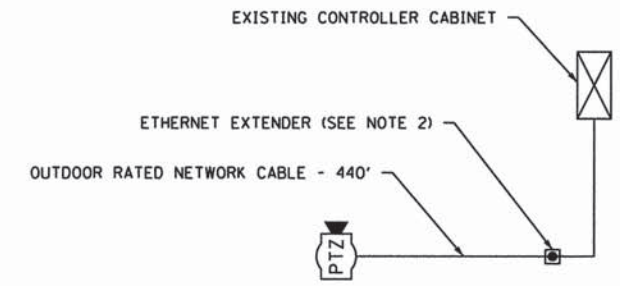 EXISTING CONTROLLER CABINET
ETHERNET EXTENDER (SEE NOTE 2)
OUTDOOR RATED NETWORK CABLE - 440'
PTZ